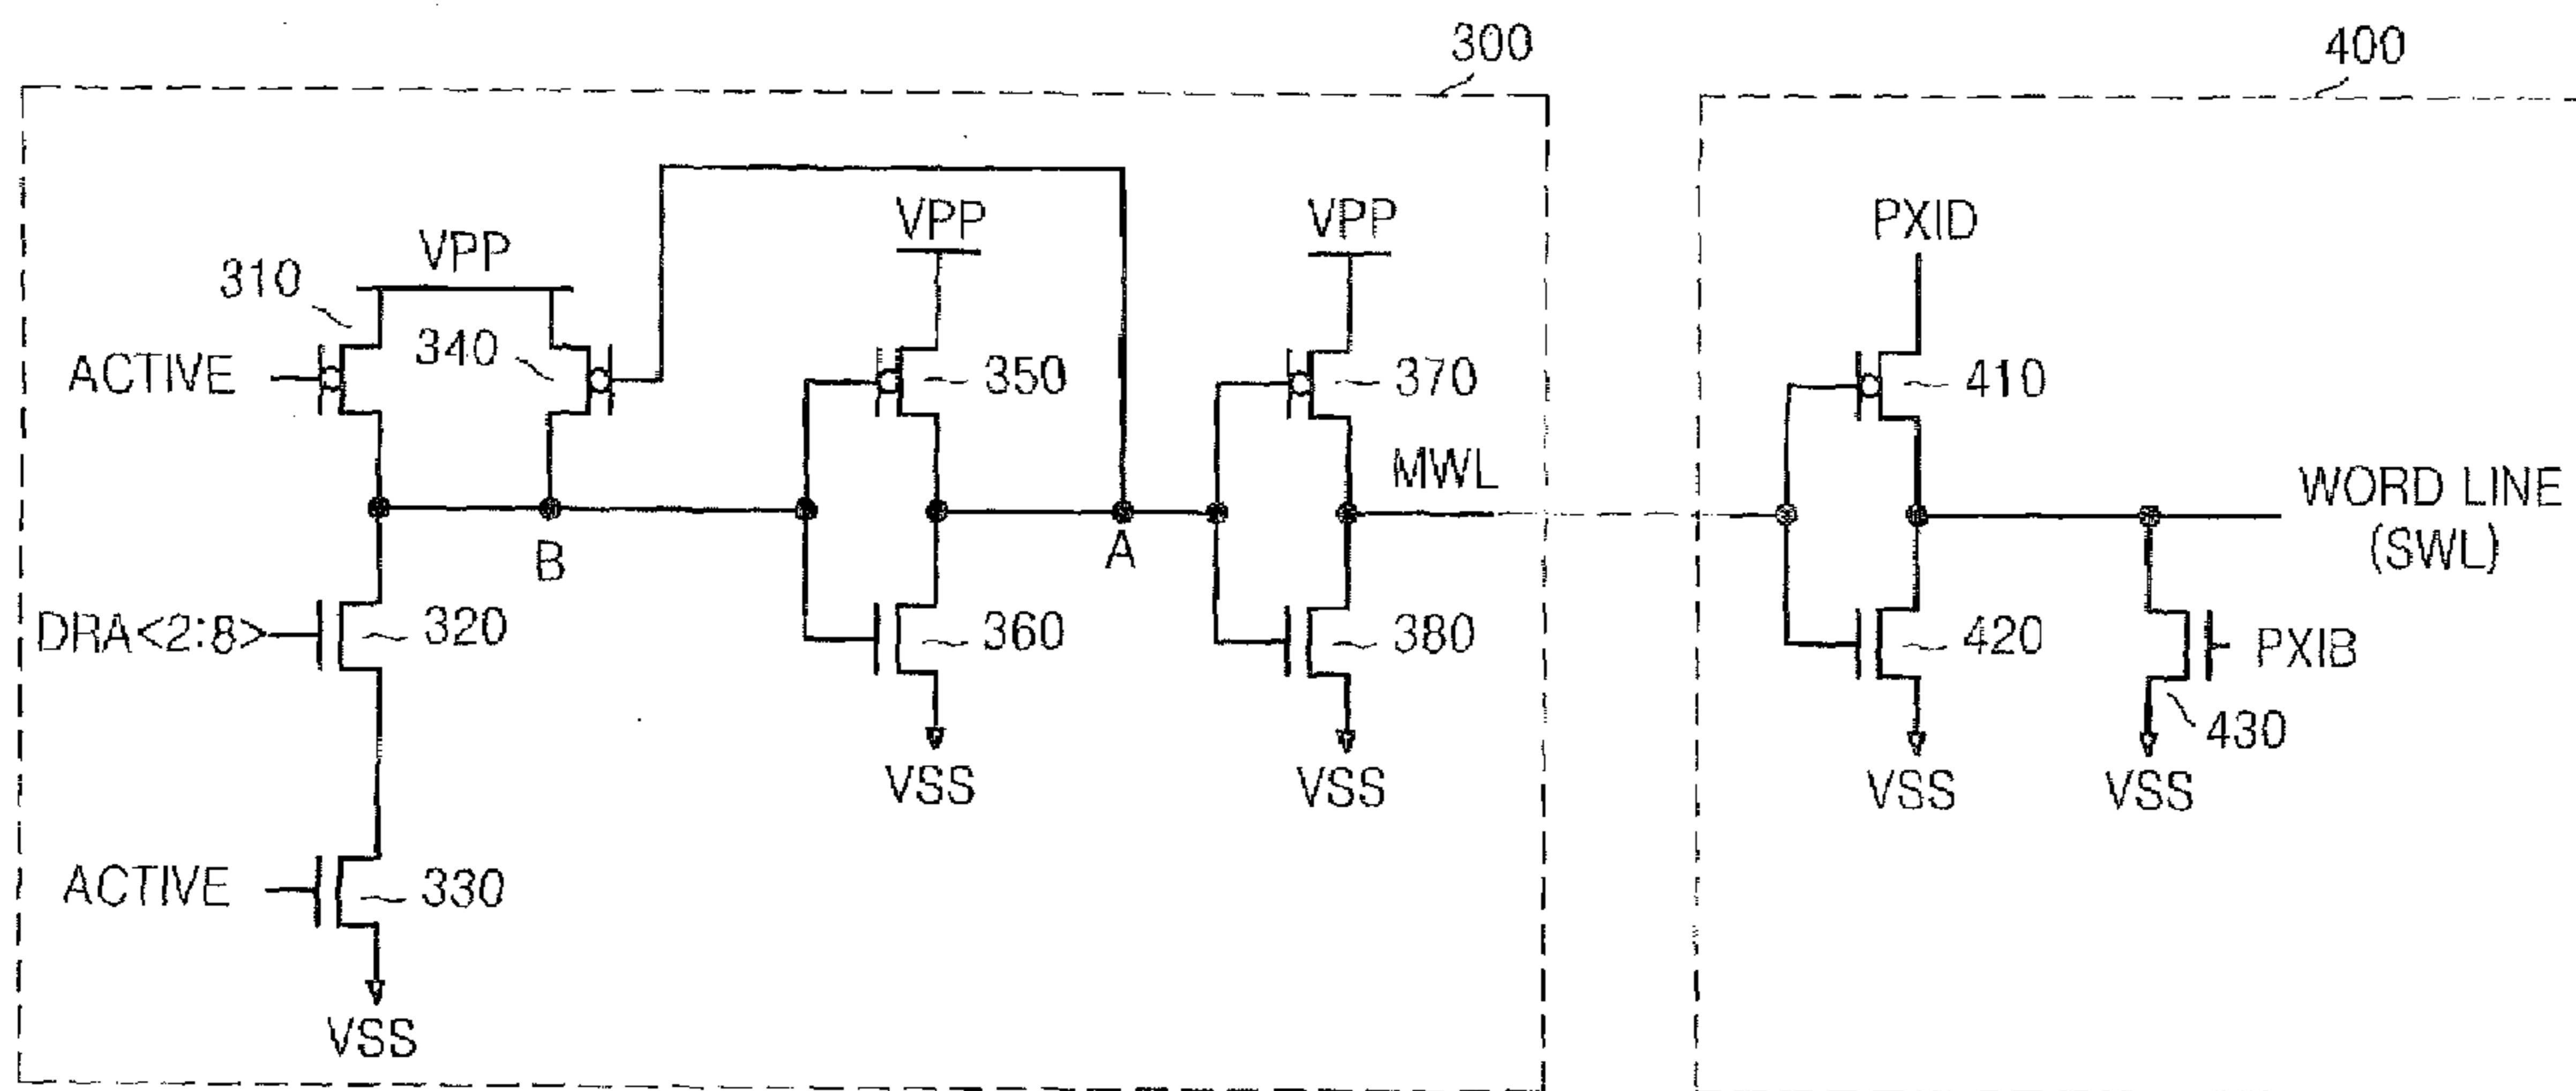 300
400
VPP
VPP
PXID
310
VPP
ACTIVE
340
350
370
410
MWL
WORD LINE
(SWL)
B
A
DRA<2:8>
320
360
380
420
PXIB
430
VSS
VSS
VSS
VSS
ACTIVE
330
VSS